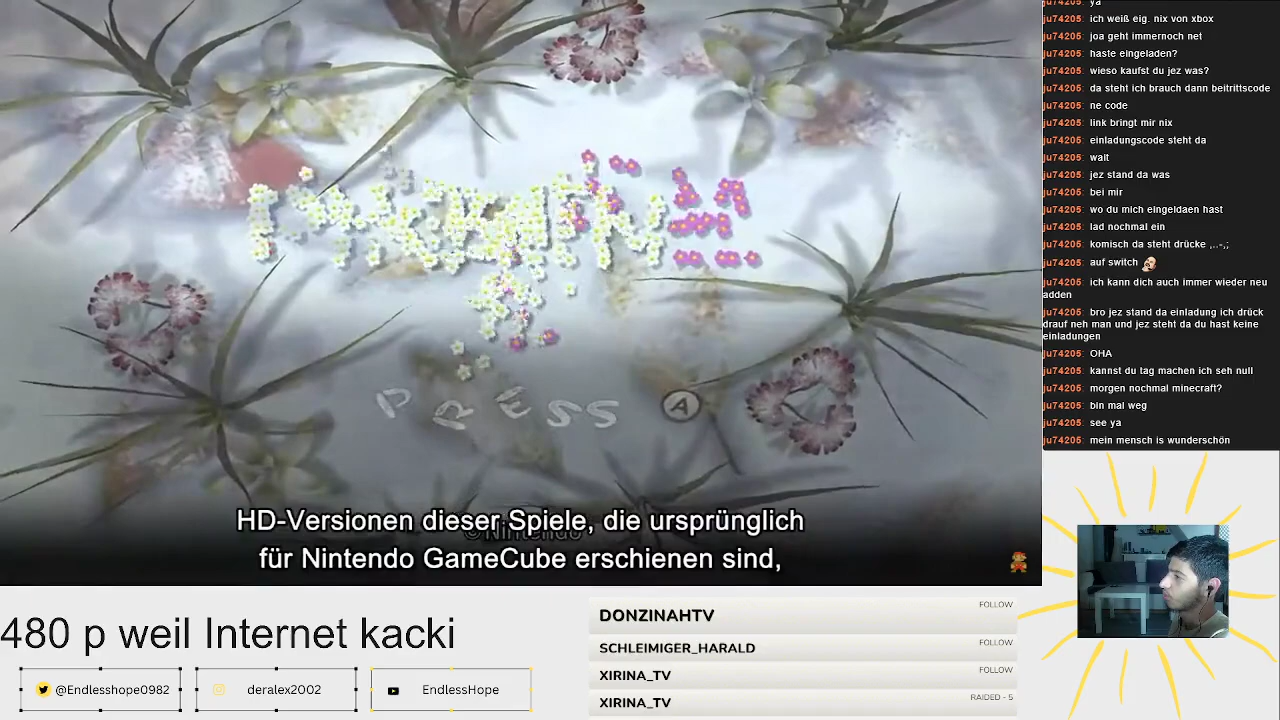 PIKMIN 2
PRESS A
©Nintendo
HD-Versionen dieser Spiele, die ursprünglich
für Nintendo GameCube erschienen sind,
ju74205: ya
ju74205: ich weiß eig. nix von xbox
ju74205: joa geht immernoch net
ju74205: haste eingeladen?
ju74205: wieso kaufst du jez was?
ju74205: da steht ich brauch dann beitrittscode
ju74205: ne code
ju74205: link bringt mir nix
ju74205: einladungscode steht da
ju74205: wait
ju74205: jez stand da was
ju74205: bei mir
ju74205: wo du mich eingeldaen hast
ju74205: lad nochmal ein
ju74205: komisch da steht drücke ,..-,;
ju74205: auf switch
ju74205: ich kann dich auch immer wieder neu
adden
ju74205: bro jez stand da einladung ich drück
drauf neh man und jez steht da du hast keine
einladungen
ju74205: OHA
ju74205: kannst du tag machen ich seh null
ju74205: morgen nochmal minecraft?
ju74205: bin mal weg
ju74205: see ya
ju74205: mein mensch is wunderschön
480 p weil Internet kacki
@Endlesshope0982
deralex2002
EndlessHope
DONZINAHTV FOLLOW
SCHLEIMIGER_HARALD FOLLOW
XIRINA_TV FOLLOW
XIRINA_TV RAIDED - 5